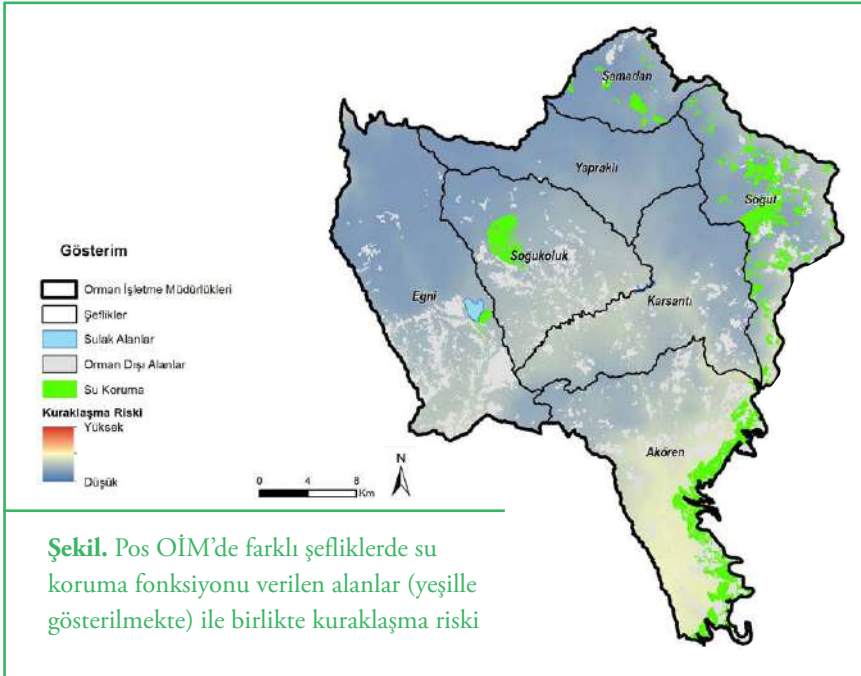 Şamadan
Yapraklı
Soğut
Soğukoluk
Egni
Karsantı
Akören
Gösterim
Orman İşletme Müdürlükleri
Şeflikler
Sulak Alanlar
Orman Dışı Alanlar
Su Koruma
Kuraklaşma Riski
Yüksek
Düşük
0 4 8
Km
N
Şekil. Pos OİM’de farklı şefliklerde su
koruma fonksiyonu verilen alanlar (yeşille
gösterilmekte) ile birlikte kuraklaşma riski